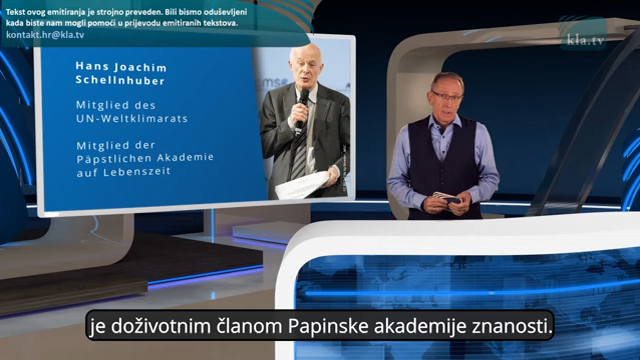 Tekst ovog emitiranja je strojno preveden. Bili bismo oduševljeni
kada biste nam mogli pomoći u prijevodu emitiranih tekstova.
kontakt.hr@kla.tv
kla.tv
Hans Joachim
Schellnhuber
Mitglied des
UN-Weltklimarats
Mitglied der
Päpstlichen Akademie
auf Lebenszeit
je doživotnim članom Papinske akademije znanosti.